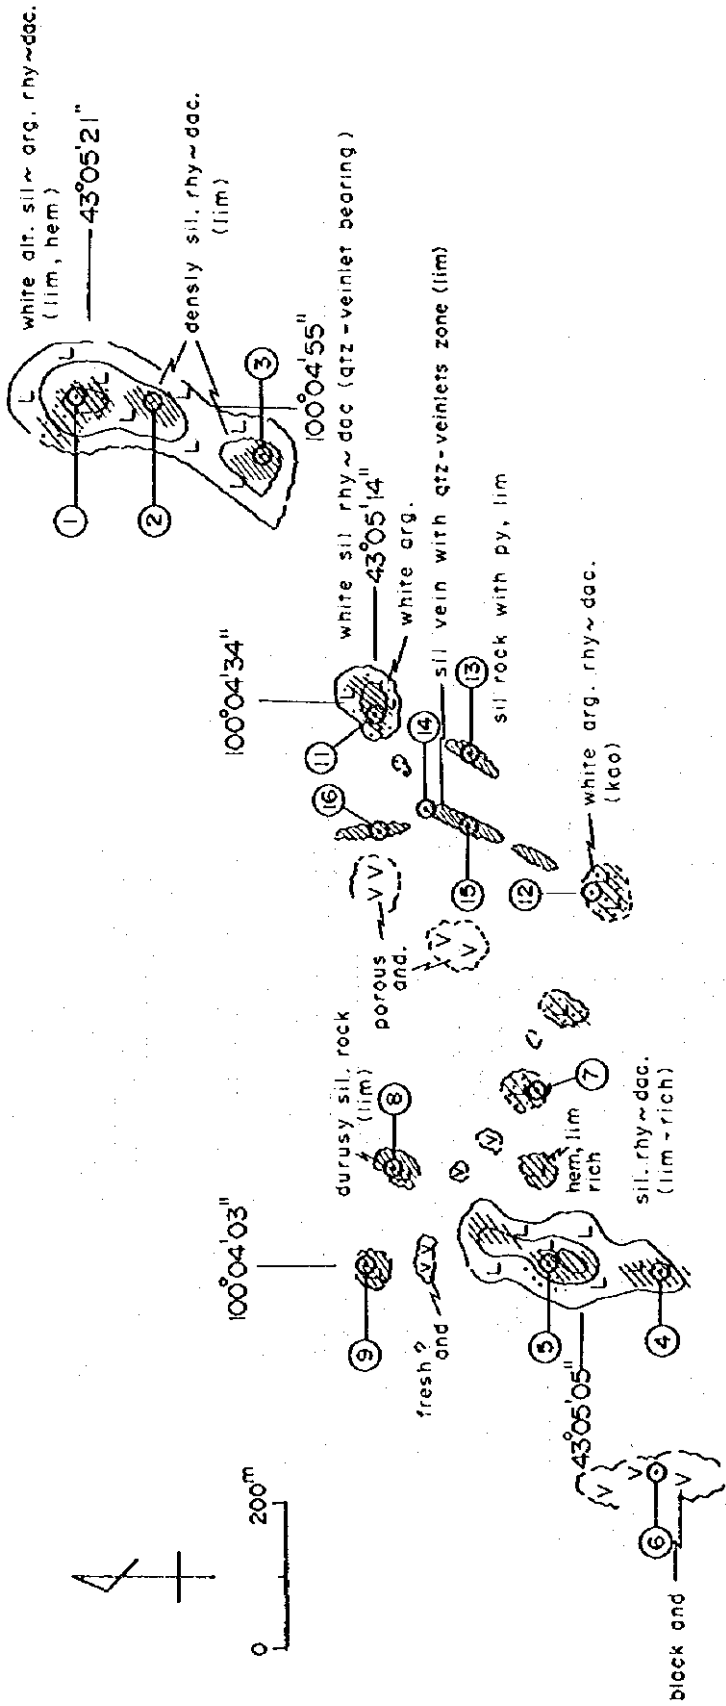 white alt. sil~ arg. rhy~dac.
(lim, hem)
43°05'21"
densly sil. rhy~dac.
(lim)
1
2
3
100°04'55"
white sil rhy~dac (qtz-veinlet bearing)
43°05'14"
white arg.
sil vein with qtz-veinlets zone (lim)
sil rock with py, lim
100°04'34"
11
16
14
13
15
12
white arg. rhy~dac.
(kao)
V V
porous
and.
V
V
durusy sil. rock
(lim)
8
7
V
V
hem, lim
rich
sil. rhy~dac.
(lim-rich)
100°04'03"
9
fresh?
and
V V
5
4
43°05'05"
V
V
V
6
black and
0
200m
L
L
L
L
L
L
L
L
L
L
L
L
L